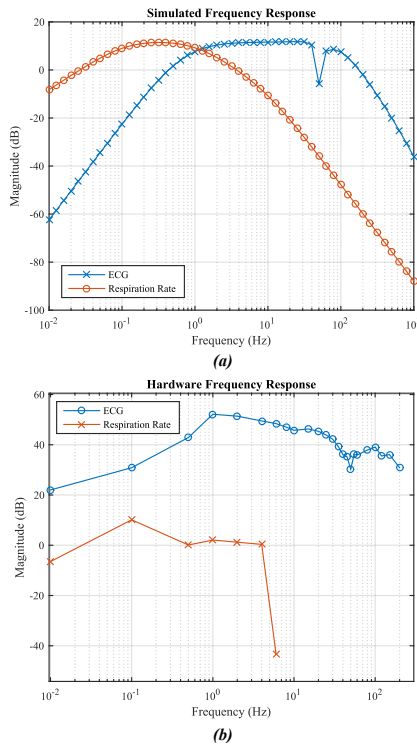 Simulated Frequency Response
20
0
-20
-40
-60
-80
-100
Magnitude (dB)
ECG
Respiration Rate
10-2
10-1
100
101
102
10
Frequency (Hz)
(a)
Hardware Frequency Response
60
40
20
0
-20
-40
Magnitude (dB)
ECG
Respiration Rate
10-2
10-1
100
101
102
Frequency (Hz)
(b)